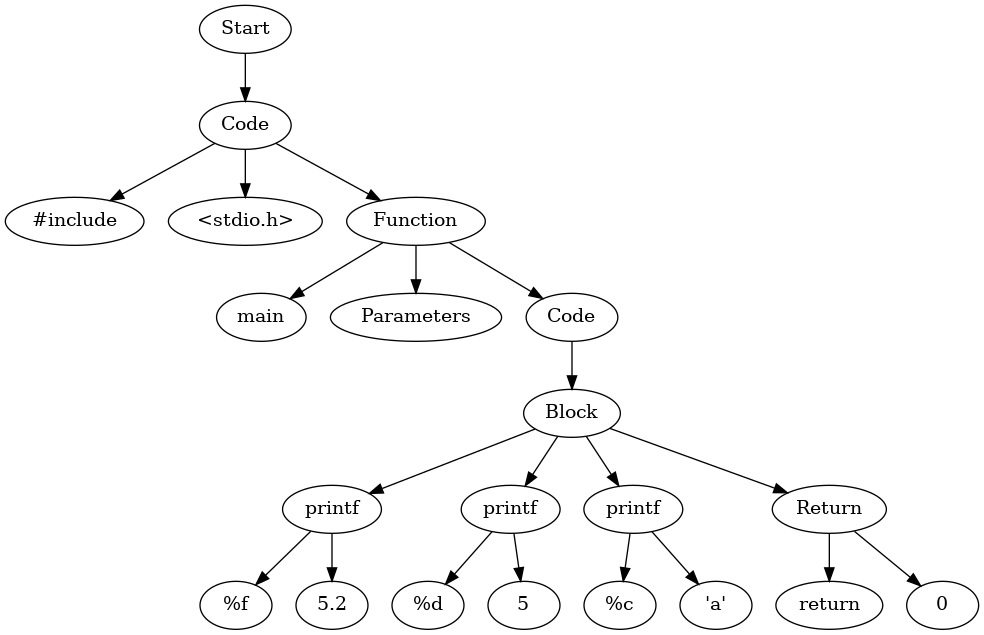 Start
Code
#include
<stdio.h>
Function
main
Parameters
Code
Block
printf
printf
printf
Return
%f
5.2
%d
5
%c
'a'
return
0